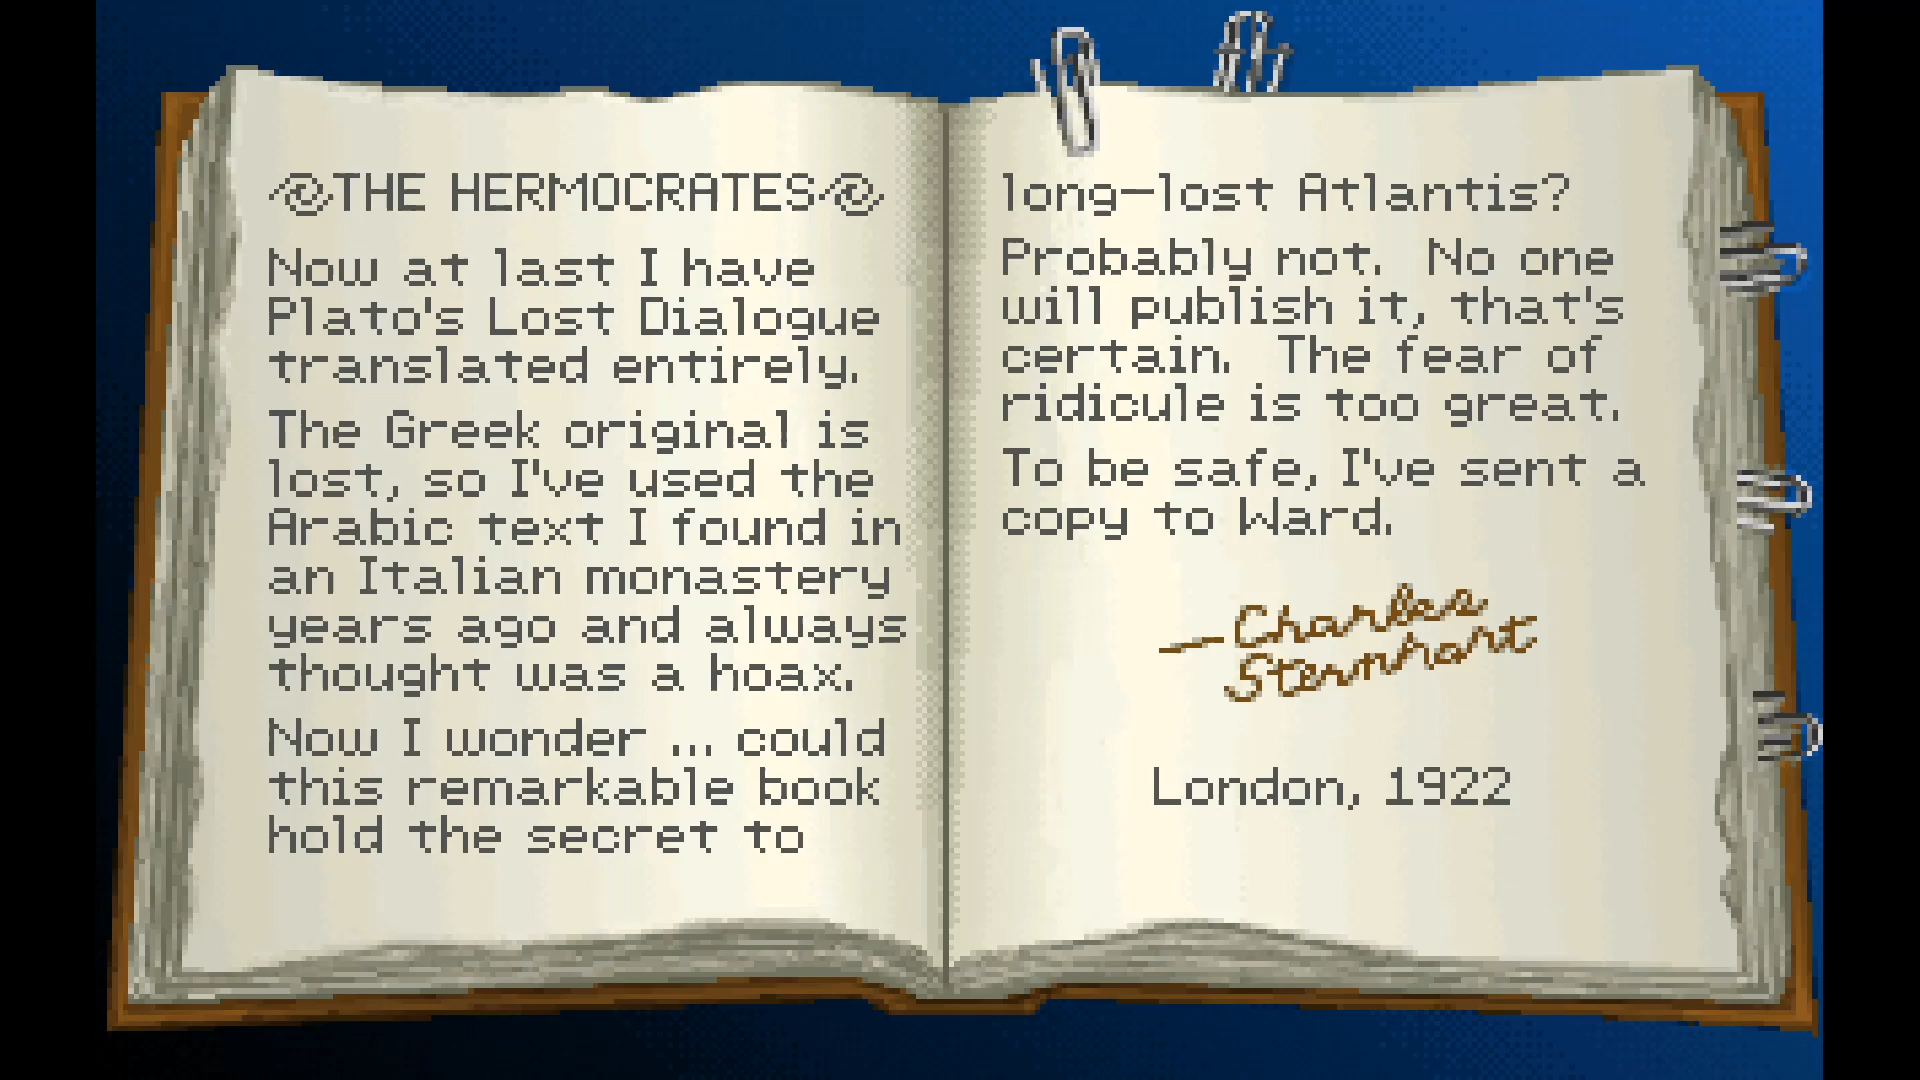 THE HERMOCRATES
Now at last I have
Plato's Lost Dialogue
translated entirely.
The Greek original is
lost, so I've used the
Arabic text I found in
an Italian monastery
years ago and always
thought was a hoax.
Now I wonder ... could
this remarkable book
hold the secret to
long-lost Atlantis?
Probably not. No one
will publish it, that's
certain. The fear of
ridicule is too great.
To be safe, I've sent a
copy to Ward.
—Charles
Sternhart
London, 1922